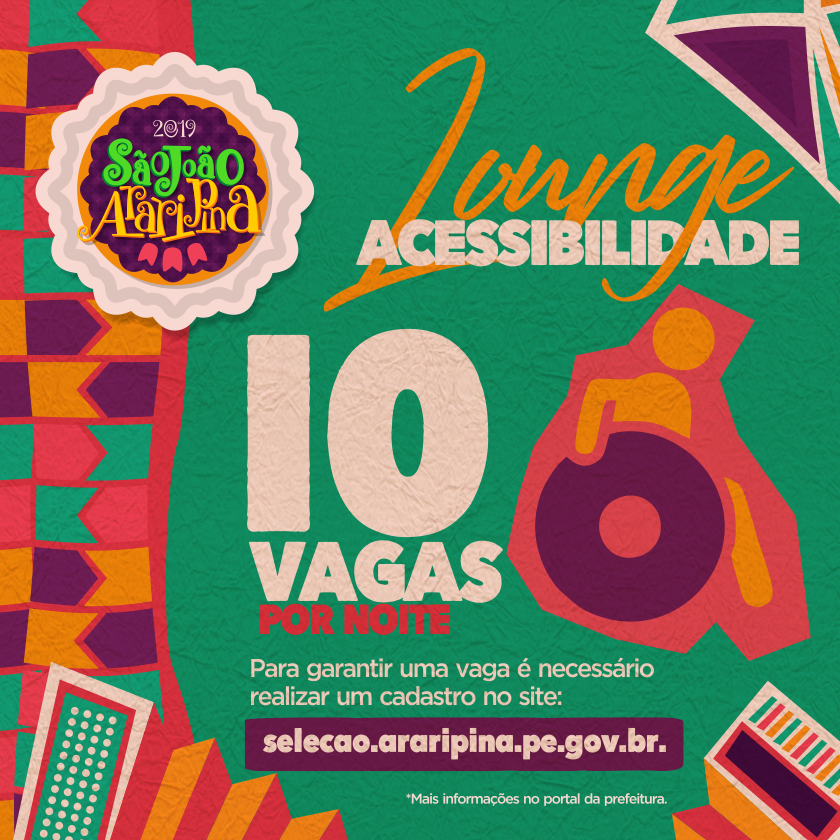 2019
São João
Araripina
Lounge
ACESSIBILIDADE
10
VAGAS
POR NOITE
Para garantir uma vaga é necessário
realizar um cadastro no site:
selecao.araripina.pe.gov.br.
*Mais informações no portal da prefeitura.